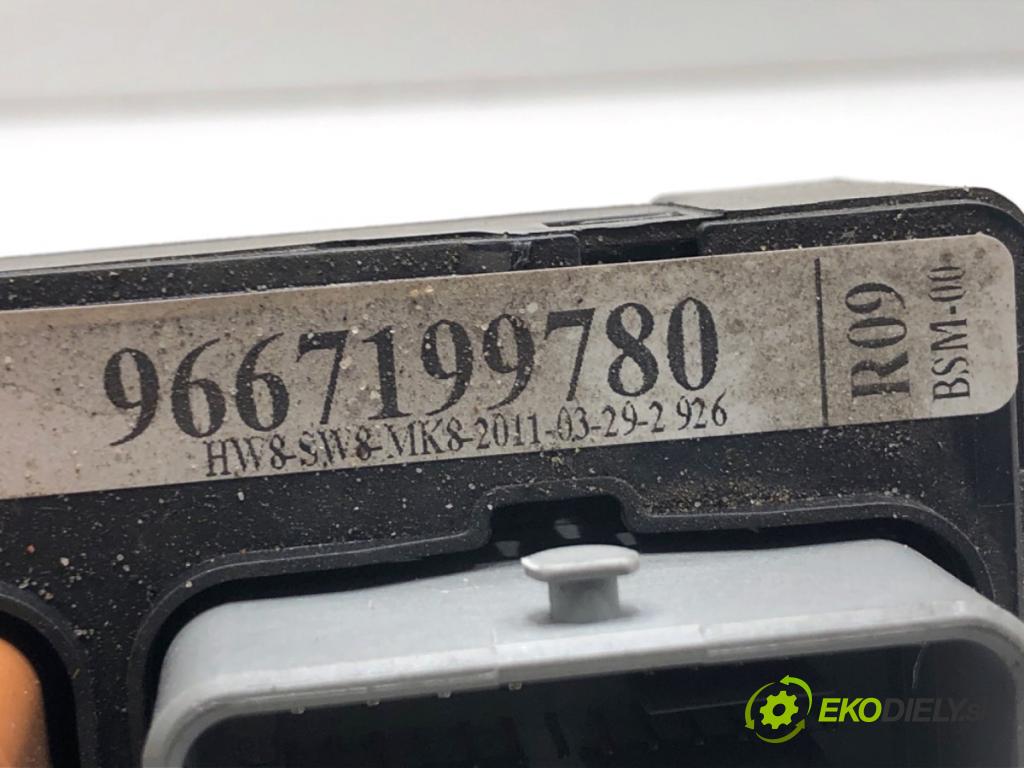 9667199780
HW8-SW8-MK8-2011-03-29-2 926
R09
BSM-00
EKODIELY.sk